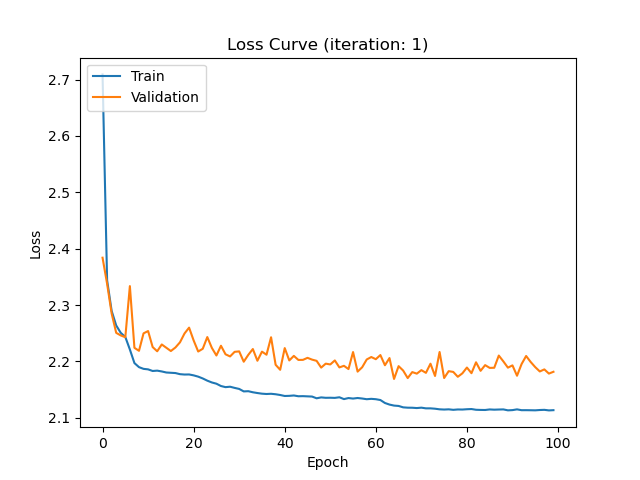 Loss Curve (iteration: 1)
Train
Validation
2.7
2.6
2.5
2.4
2.3
2.2
2.1
Loss
0
20
40
60
80
100
Epoch